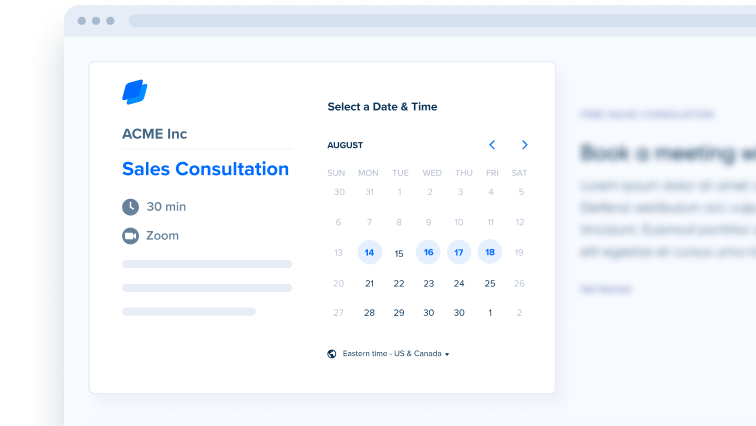 ACME Inc
Sales Consultation
30 min
Zoom
Select a Date & Time
AUGUST
SUN MON TUE WED THU FRI SAT
30 31 1 2 3 4 5
6 7 8 9 10 11 12
13 14 15 16 17 18 19
20 21 22 23 24 25 26
27 28 29 30 30 1 2
Eastern time - US & Canada
Book a meeting